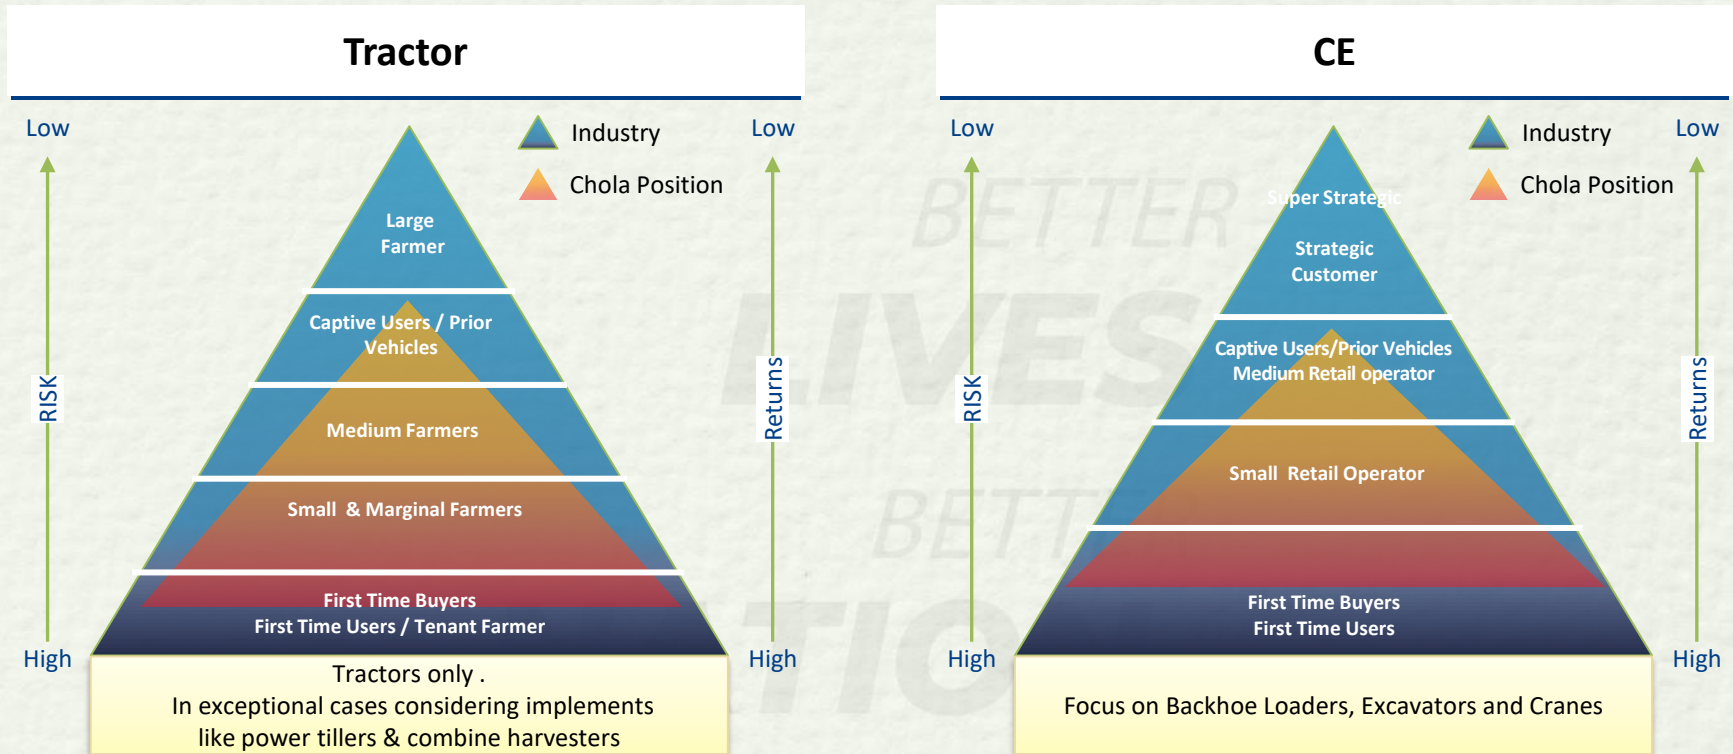 Tractor
Low
Low
Industry
Chola Position
Large
Farmer
Captive Users / Prior
Vehicles
RISK
Returns
Medium Farmers
Small & Marginal Farmers
First Time Buyers
First Time Users / Tenant Farmer
High
High
Tractors only .
In exceptional cases considering implements
like power tillers & combine harvesters
CE
Low
Low
Industry
Chola Position
Super Strategic
Strategic
Customer
Captive Users/Prior Vehicles
Medium Retail operator
RISK
Returns
Small Retail Operator
First Time Buyers
First Time Users
High
High
Focus on Backhoe Loaders, Excavators and Cranes
BETTER
LIVES